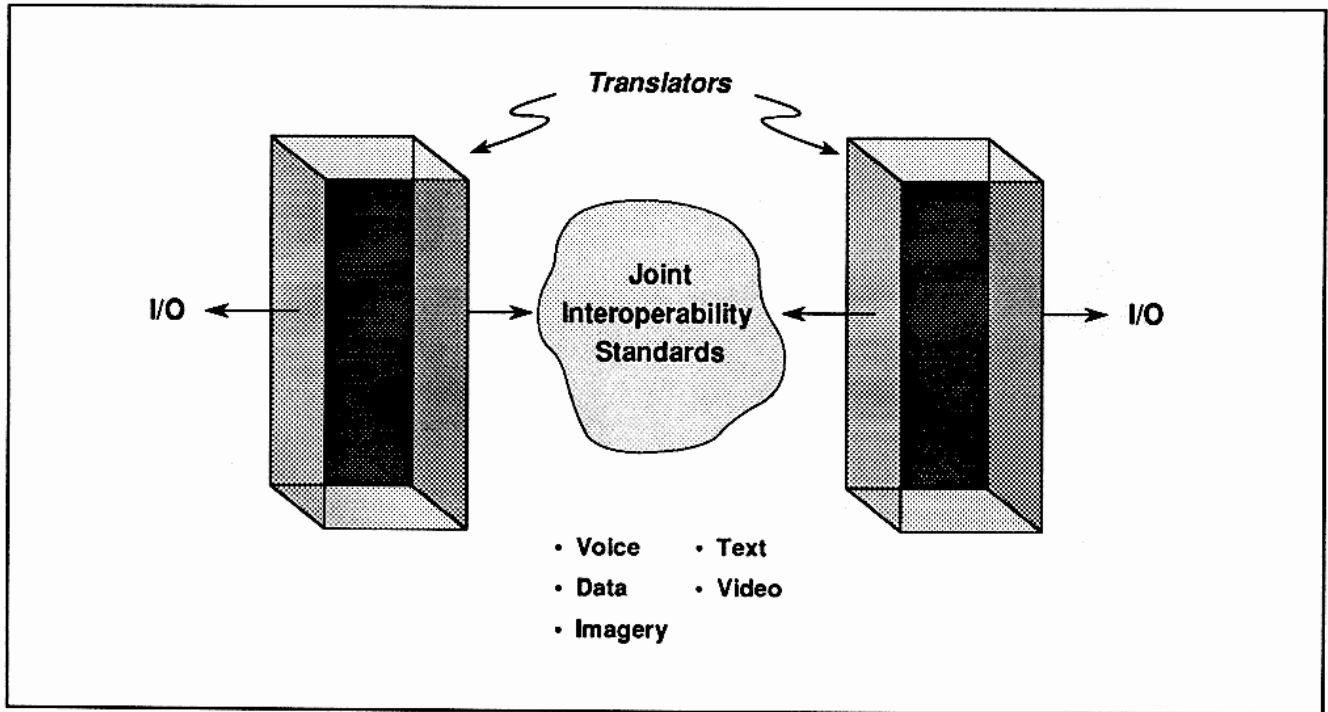 Translators
Joint
I/O
Interoperability
I/O
Standards
• Voice
• Text
• Data
• Video
• Imagery